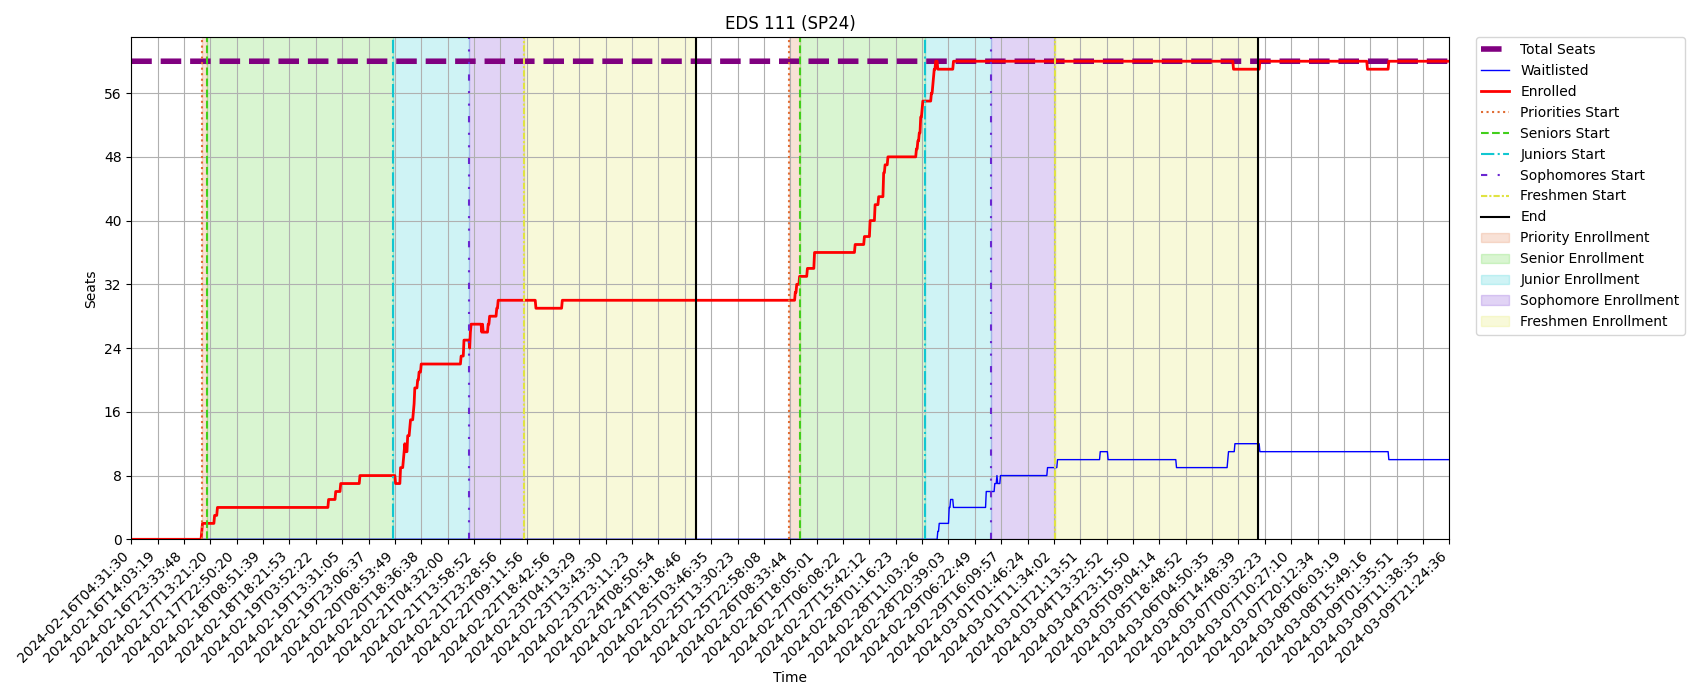 EDS 111 (SP24)
Total Seats
Waitlisted
Enrolled
Priorities Start
Seniors Start
Juniors Start
Sophomores Start
Freshmen Start
End
Priority Enrollment
Senior Enrollment
Junior Enrollment
Sophomore Enrollment
Freshmen Enrollment
Seats
56
48
40
32
24
16
8
0
2024-02-16T04:31:30
2024-02-16T14:03:19
2024-02-16T23:33:48
2024-02-17T13:21:20
2024-02-17T22:50:20
2024-02-18T08:51:39
2024-02-18T18:21:53
2024-02-19T03:52:22
2024-02-19T13:31:05
2024-02-19T23:06:37
2024-02-20T08:53:49
2024-02-20T18:36:38
2024-02-21T04:32:00
2024-02-21T13:58:52
2024-02-21T23:28:56
2024-02-22T09:11:56
2024-02-22T18:42:56
2024-02-23T04:13:29
2024-02-23T13:43:30
2024-02-23T23:11:23
2024-02-24T08:50:54
2024-02-24T18:18:46
2024-02-25T03:46:35
2024-02-25T13:30:23
2024-02-25T22:58:08
2024-02-26T08:33:44
2024-02-26T18:05:01
2024-02-27T06:08:22
2024-02-27T15:42:12
2024-02-28T01:16:23
2024-02-28T11:03:26
2024-02-28T20:39:03
2024-02-29T06:22:49
2024-02-29T16:09:57
2024-03-01T01:46:24
2024-03-01T11:34:02
2024-03-01T21:13:51
2024-03-04T18:32:52
2024-03-04T23:15:50
2024-03-05T09:04:14
2024-03-05T18:48:52
2024-03-06T04:50:35
2024-03-06T14:48:39
2024-03-07T00:32:23
2024-03-07T10:27:10
2024-03-07T20:12:34
2024-03-08T06:03:19
2024-03-08T15:49:16
2024-03-09T01:35:51
2024-03-09T11:38:35
2024-03-09T21:24:36
Time